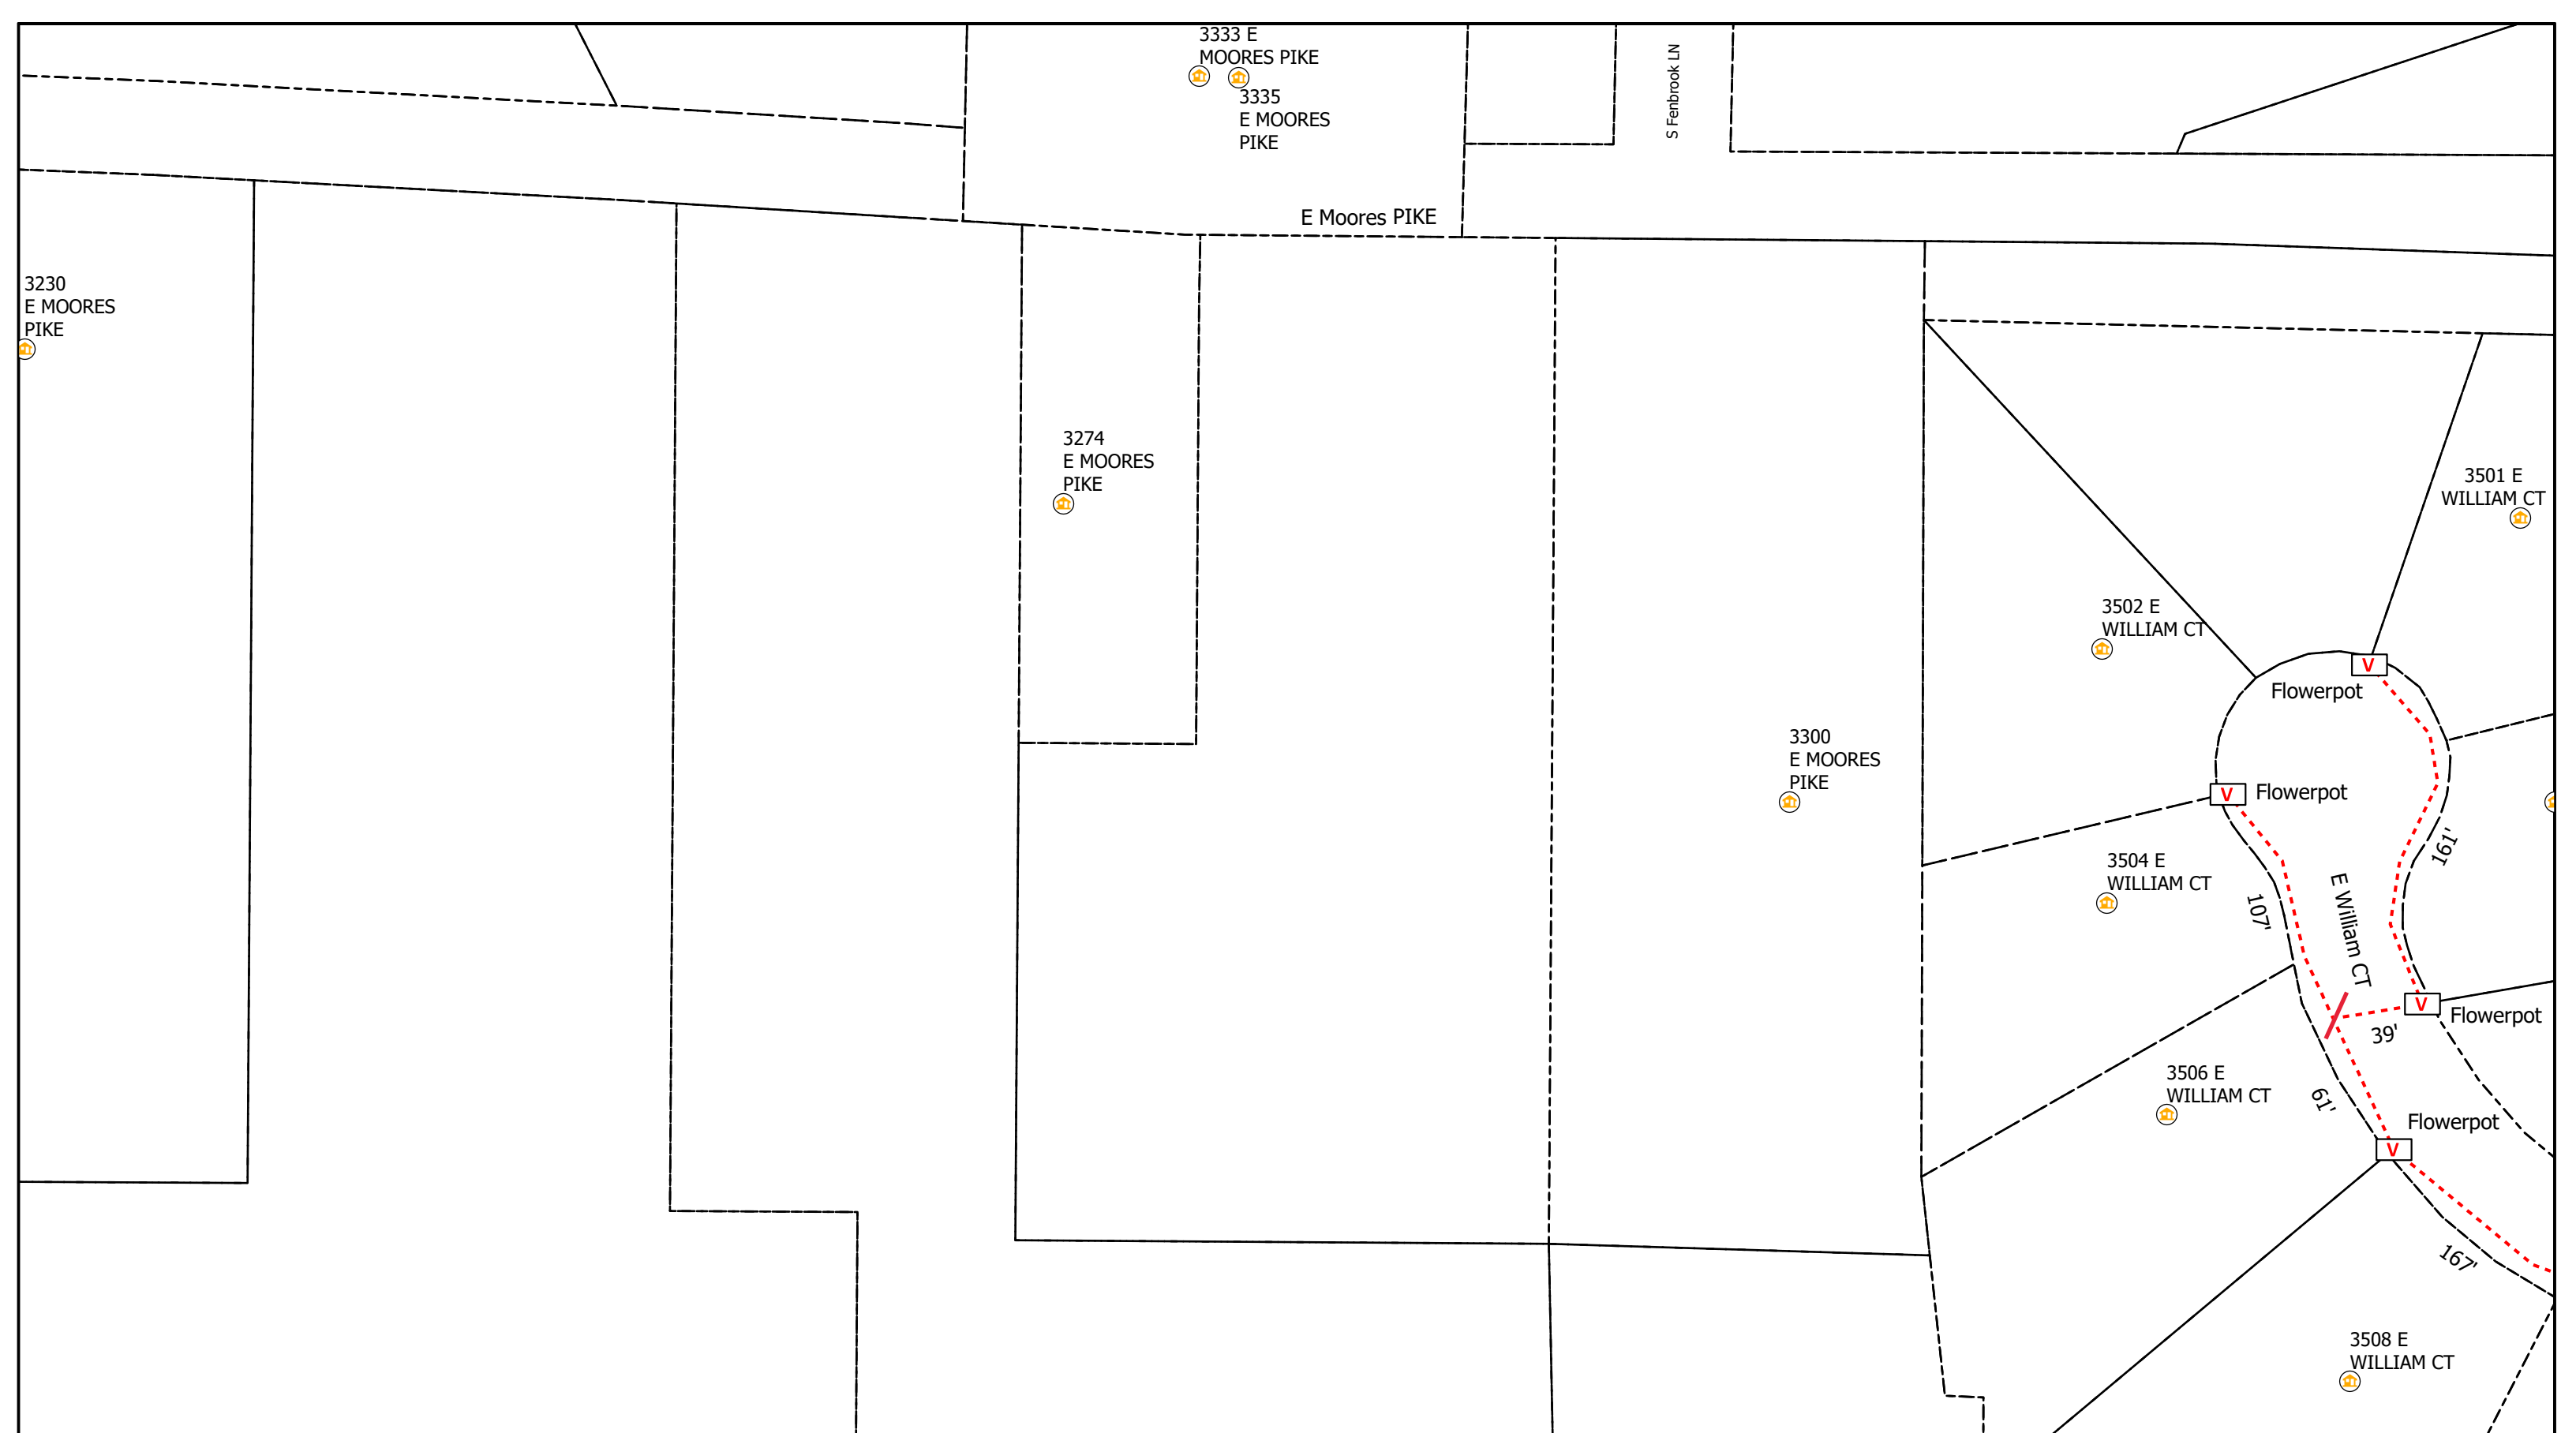 3333 E
MOORES PIKE
3335
E MOORES
PIKE
S Fenbrook LN
E Moores PIKE
3230
E MOORES
PIKE
3274
E MOORES
PIKE
3501 E
WILLIAM CT
3502 E
WILLIAM CT
V
Flowerpot
3300
E MOORES
PIKE
V
Flowerpot
161'
3504 E
WILLIAM CT
107'
E William CT
V
Flowerpot
39'
3506 E
WILLIAM CT
61'
Flowerpot
V
167'
3508 E
WILLIAM CT